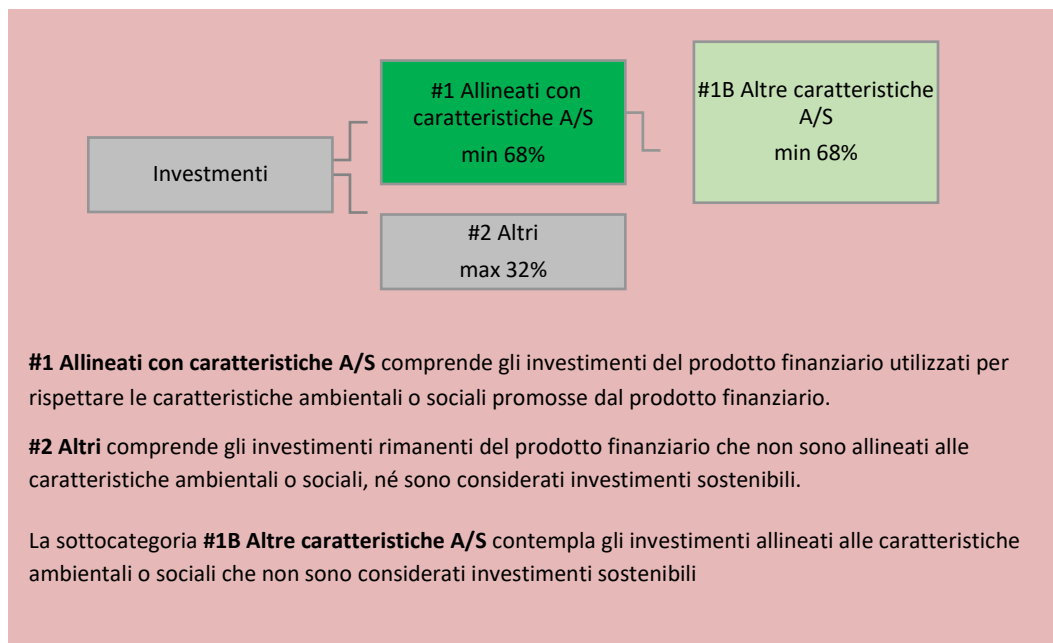 #1 Allineati con
caratteristiche A/S
min 68%
#1B Altre caratteristiche
A/S
min 68%
Investmenti
#2 Altri
max 32%
#1 Allineati con caratteristiche A/S comprende gli investimenti del prodotto finanziario utilizzati per
rispettare le caratteristiche ambientali o sociali promosse dal prodotto finanziario.
#2 Altri comprende gli investimenti rimanenti del prodotto finanziario che non sono allineati alle
caratteristiche ambientali o sociali, né sono considerati investimenti sostenibili.
La sottocategoria #1B Altre caratteristiche A/S contempla gli investimenti allineati alle caratteristiche
ambientali o sociali che non sono considerati investimenti sostenibili